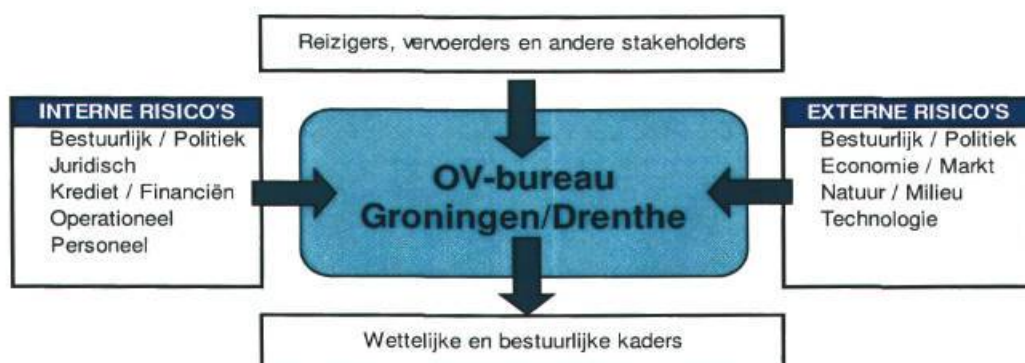 Reizigers, vervoerders en andere stakeholders
INTERNE RISICO'S
Bestuurlijk / Politiek
Juridisch
Krediet / Financiën
Operationeel
Personeel
OV-bureau
Groningen/Drenthe
EXTERNE RISICO'S
Bestuurlijk / Politiek
Economie / Markt
Natuur / Milieu
Technologie
Wettelijke en bestuurlijke kaders